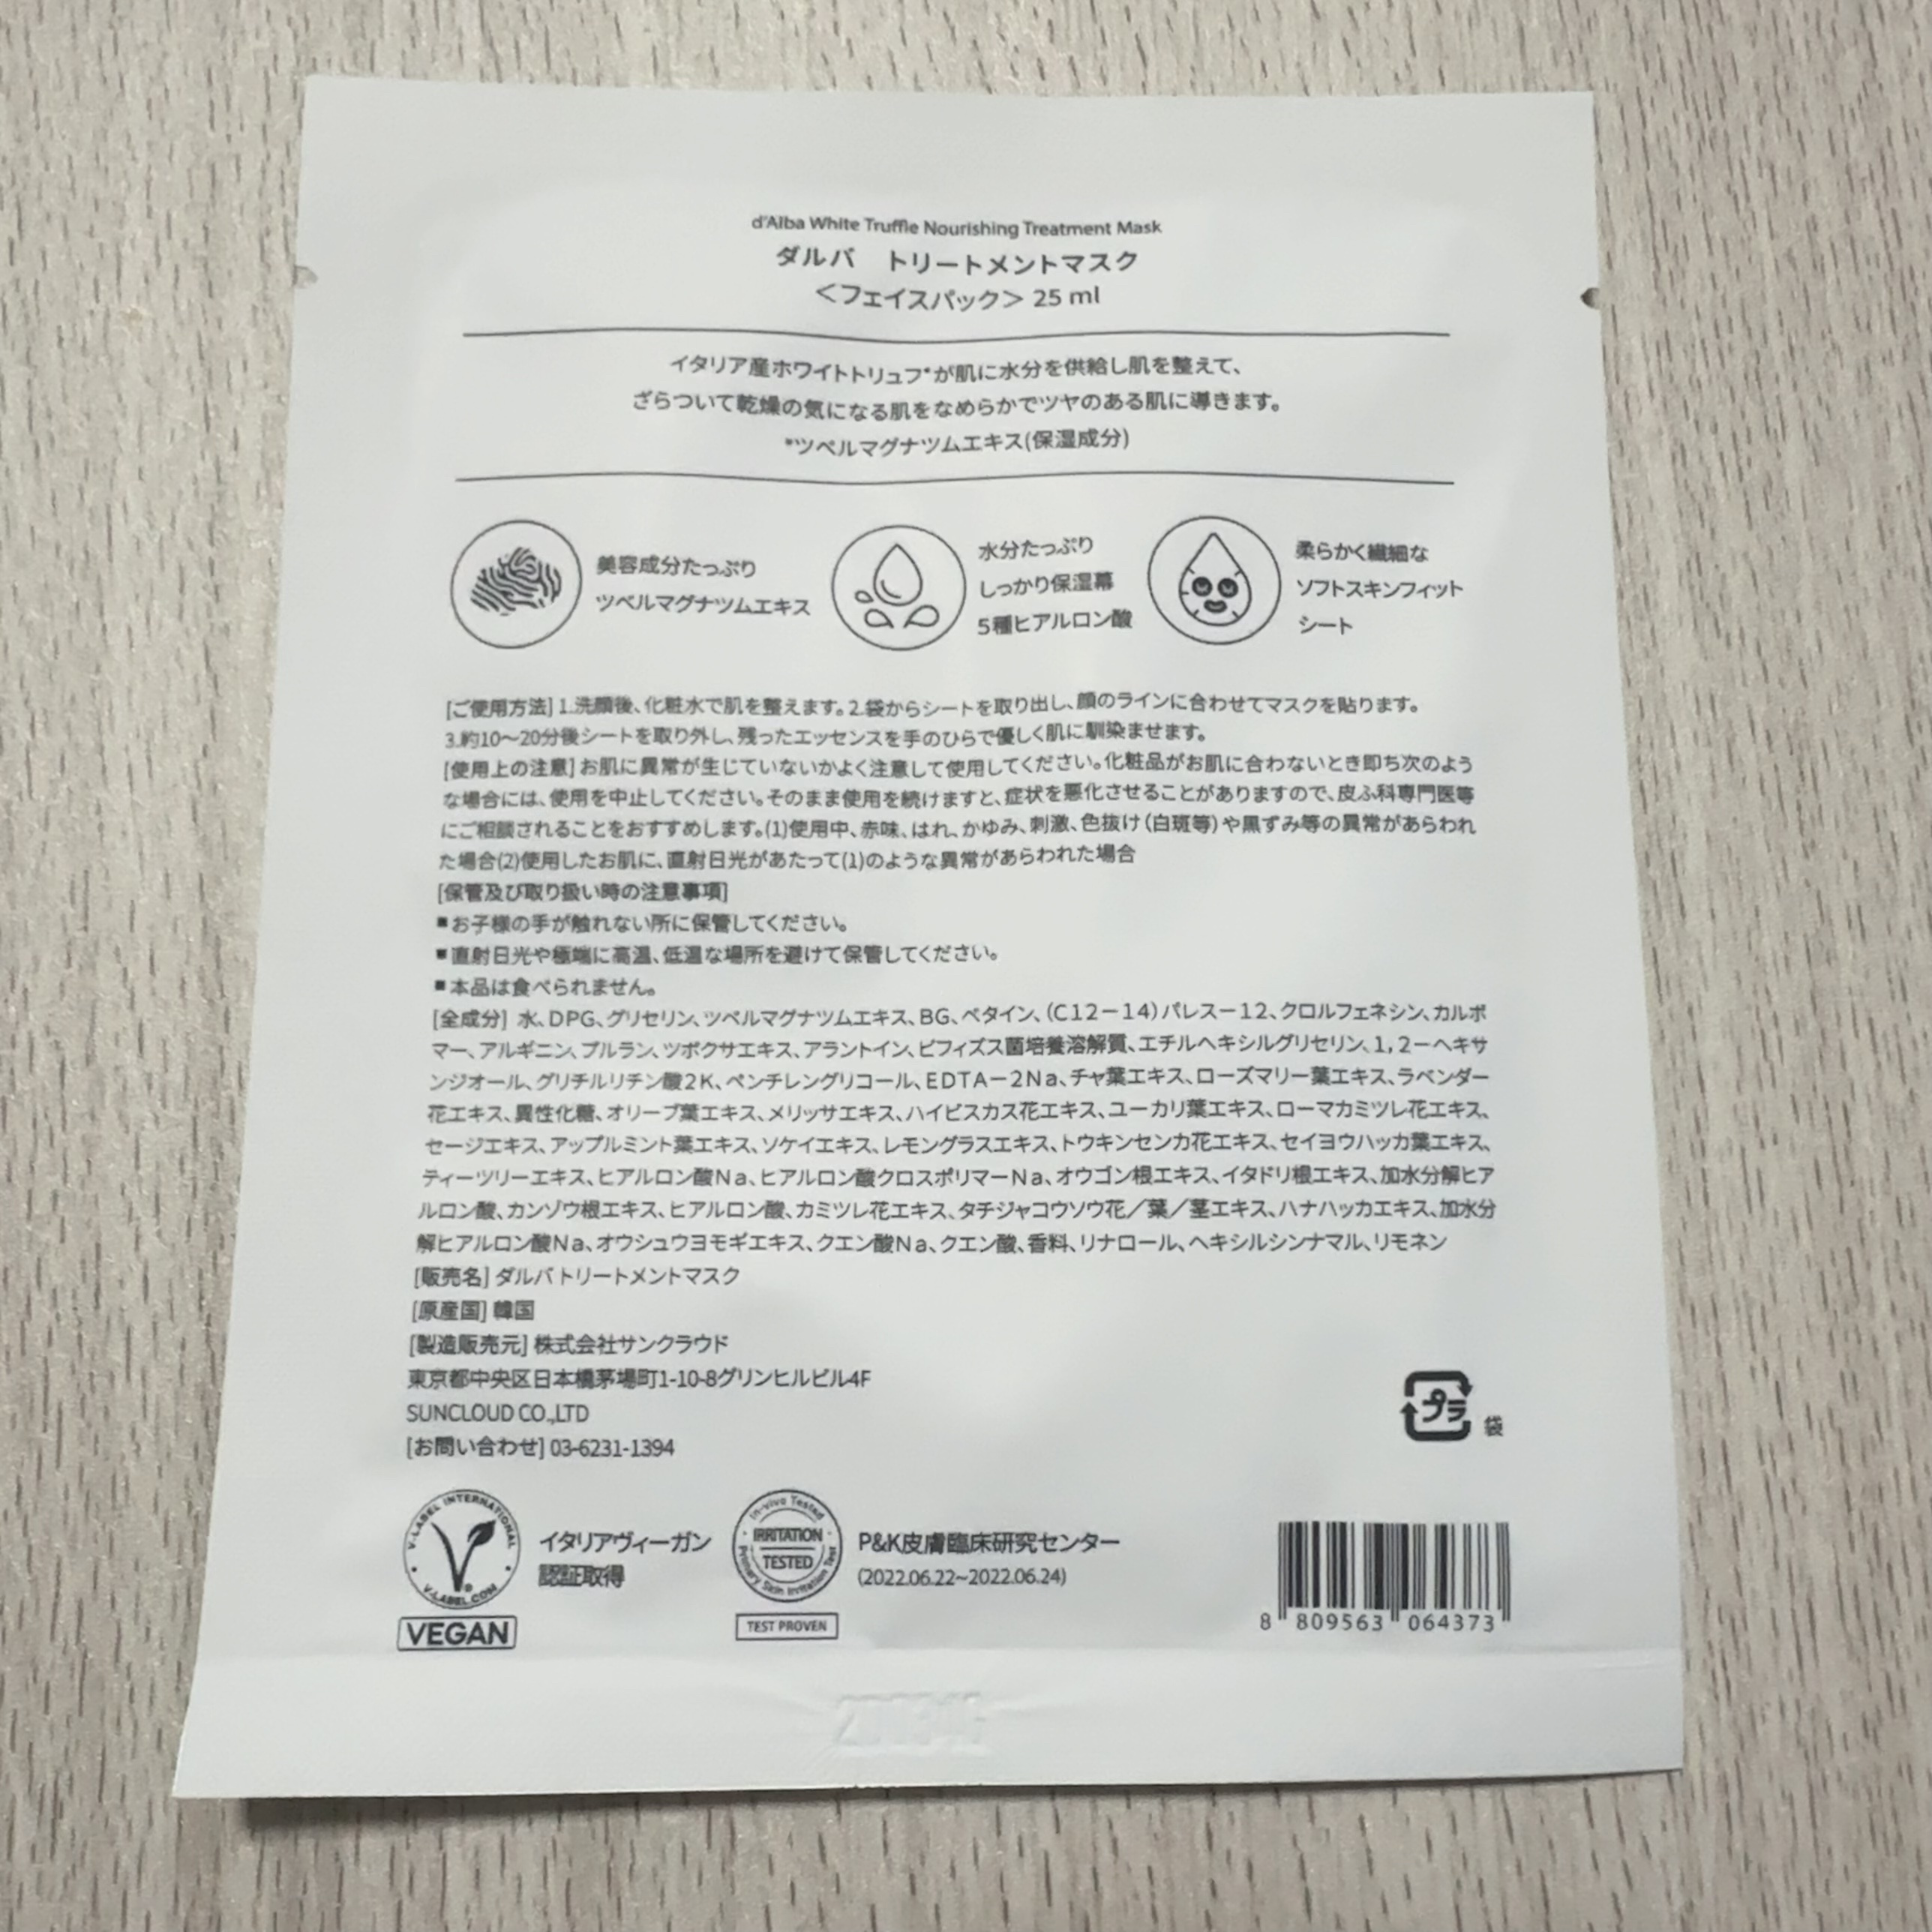 d'Alba White Truffle Nourishing Treatment Mask
ダルバ　トリートメントマスク
＜フェイスパック＞ 25 ml
イタリア産ホワイトトリュフ*が肌に水分を供給し肌を整えて、
ざらついて乾燥の気になる肌をなめらかでツヤのある肌に導きます。
*ツベルマグナツムエキス(保湿成分)
美容成分たっぷり
ツベルマグナツムエキス
水分たっぷり
しっかり保湿幕
5種ヒアルロン酸
柔らかく繊細な
ソフトスキンフィット
シート
[ご使用方法] 1.洗顔後、化粧水で肌を整えます。2.袋からシートを取り出し、顔のラインに合わせてマスクを貼ります。
3.約10〜20分後シートを取り外し、残ったエッセンスを手のひらで優しく肌に馴染ませます。
[使用上の注意] お肌に異常が生じていないかよく注意して使用してください。化粧品がお肌に合わないとき即ち次のよう
な場合には、使用を中止してください。そのまま使用を続けますと、症状を悪化させることがありますので、皮ふ科専門医等
にご相談されることをおすすめします。(1)使用中、赤味、はれ、かゆみ、刺激、色抜け（白斑等）や黒ずみ等の異常があらわれ
た場合(2)使用したお肌に、直射日光があたって(1)のような異常があらわれた場合
[保管及び取り扱い時の注意事項]
■お子様の手が触れない所に保管してください。
■直射日光や極端に高温、低温な場所を避けて保管してください。
■本品は食べられません。
[全成分] 水、DPG、グリセリン、ツベルマグナツムエキス、BG、ベタイン、（C12－14）パレス－12、クロルフェネシン、カルボ
マー、アルギニン、プルラン、ツボクサエキス、アラントイン、ビフィズス菌培養溶解質、エチルヘキシルグリセリン、1，2－ヘキサ
ンジオール、グリチルリチン酸2K、ペンチレングリコール、EDTA－2Na、チャ葉エキス、ローズマリー葉エキス、ラベンダー
花エキス、異性化糖、オリーブ葉エキス、メリッサエキス、ハイビスカス花エキス、ユーカリ葉エキス、ローマカミツレ花エキス、
セージエキス、アップルミント葉エキス、ソケイエキス、レモングラスエキス、トウキンセンカ花エキス、セイヨウハッカ葉エキス、
ティーツリーエキス、ヒアルロン酸Na、ヒアルロン酸クロスポリマーNa、オウゴン根エキス、イタドリ根エキス、加水分解ヒア
ルロン酸、カンゾウ根エキス、ヒアルロン酸、カミツレ花エキス、タチジャコウソウ花／葉／茎エキス、ハナハッカエキス、加水分
解ヒアルロン酸Na、オウシュウヨモギエキス、クエン酸Na、クエン酸、香料、リナロール、ヘキシルシンナマル、リモネン
[販売名] ダルバトリートメントマスク
[原産国] 韓国
[製造販売元] 株式会社サンクラウド
東京都中央区日本橋茅場町1-10-8グリンヒルビル4F
SUNCLOUD CO.,LTD
[お問い合わせ] 03-6231-1394
プラ
袋
V-LABEL INTERNATIONAL
V-LABEL.COM
VEGAN
イタリアヴィーガン
認証取得
In-vivo Tested
IRRITATION
TESTED
Primary Skin Irritation Test
TEST PROVEN
P&K皮膚臨床研究センター
(2022.06.22~2022.06.24)
8 809563 064373